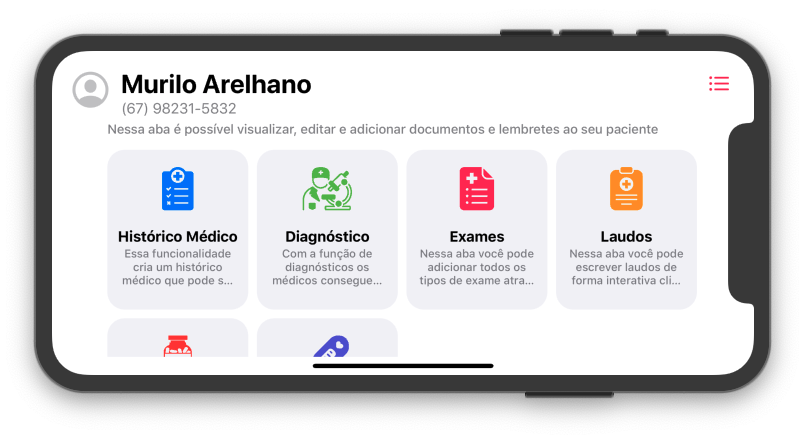 Murilo Arelhano
(67) 98231-5832
Nessa aba é possível visualizar, editar e adicionar documentos e lembretes ao seu paciente
Histórico Médico
Essa funcionalidade
cria um histórico
médico que pode s...
Diagnóstico
Com a função de
diagnósticos os
médicos consegue...
Exames
Nessa aba você pode
adicionar todos os
tipos de exame atra...
Laudos
Nessa aba você pode
escrever laudos de
forma interativa cli...